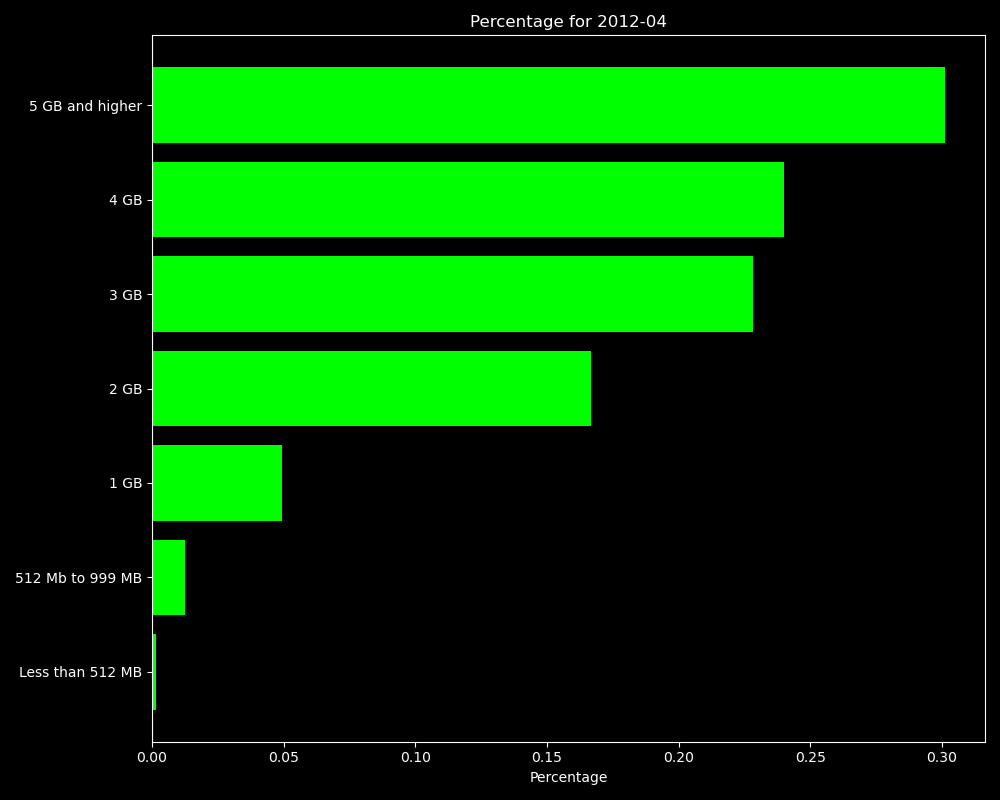 Percentage for 2012-04
5 GB and higher
4 GB
3 GB
2 GB
1 GB
512 Mb to 999 MB
Less than 512 MB
0.00 0.05 0.10 0.15 0.20 0.25 0.30
Percentage